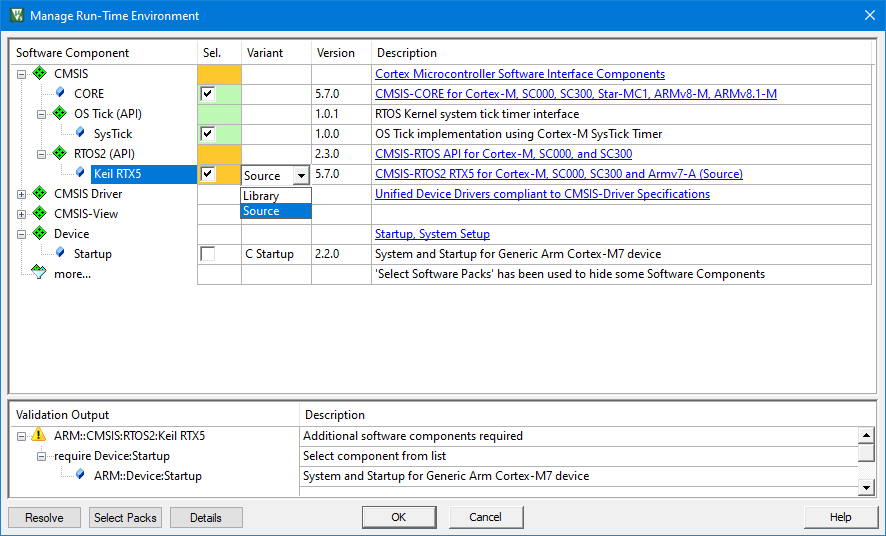 Manage Run-Time Environment
Software Component Sel. Variant Version Description
CMSIS Cortex Microcontroller Software Interface Components
CORE 5.7.0 CMSIS-CORE for Cortex-M, SC000, SC300, Star-MC1, ARMv8-M, ARMv8.1-M
OS Tick (API) 1.0.1 RTOS Kernel system tick timer interface
SysTick 1.0.0 OS Tick implementation using Cortex-M SysTick Timer
RTOS2 (API) 2.3.0 CMSIS-RTOS API for Cortex-M, SC000, and SC300
Keil RTX5 Source 5.7.0 CMSIS-RTOS2 RTX5 for Cortex-M, SC000, SC300 and Armv7-A (Source)
CMSIS Driver Library Unified Device Drivers compliant to CMSIS-Driver Specifications
CMSIS-View Source
Device Startup, System Setup
Startup C Startup 2.2.0 System and Startup for Generic Arm Cortex-M7 device
more... 'Select Software Packs' has been used to hide some Software Components
Validation Output Description
ARM::CMSIS:RTOS2:Keil RTX5 Additional software components required
require Device:Startup Select component from list
ARM::Device:Startup System and Startup for Generic Arm Cortex-M7 device
Resolve Select Packs Details OK Cancel Help